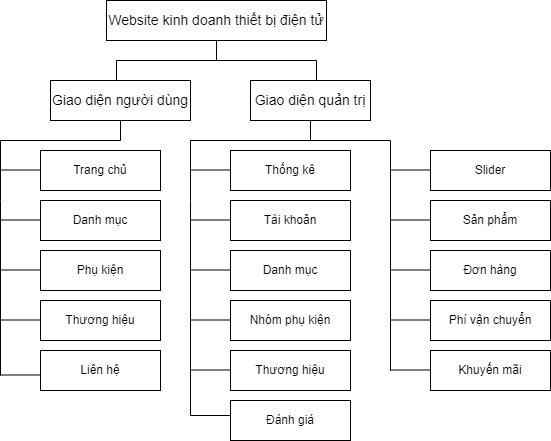 Website kinh doanh thiết bị điện tử
Giao diện người dùng
Giao diện quản trị
Trang chủ
Danh mục
Phụ kiện
Thương hiệu
Liên hệ
Thống kê
Tài khoản
Danh mục
Nhóm phụ kiện
Thương hiệu
Đánh giá
Slider
Sản phẩm
Đơn hàng
Phí vận chuyển
Khuyến mãi